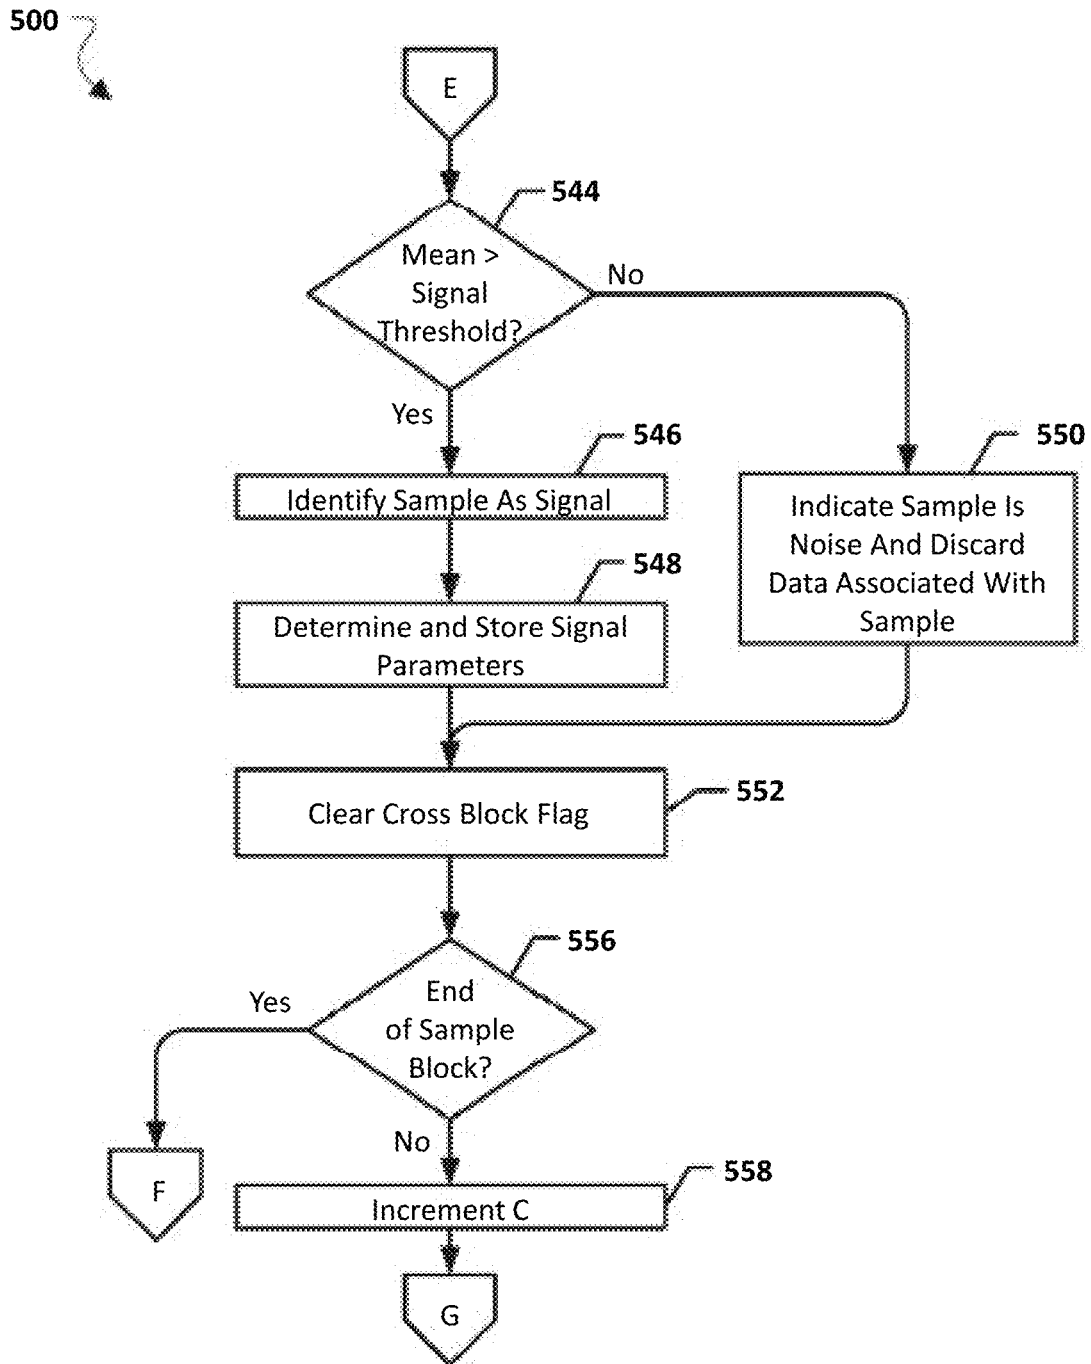 500
E
544
Mean >
Signal
Threshold?
No
Yes
546
Identify Sample As Signal
550
Indicate Sample Is
Noise And Discard
Data Associated With
Sample
548
Determine and Store Signal
Parameters
Clear Cross Block Flag
552
556
End
of Sample
Block?
Yes
No
F
558
Increment C
G